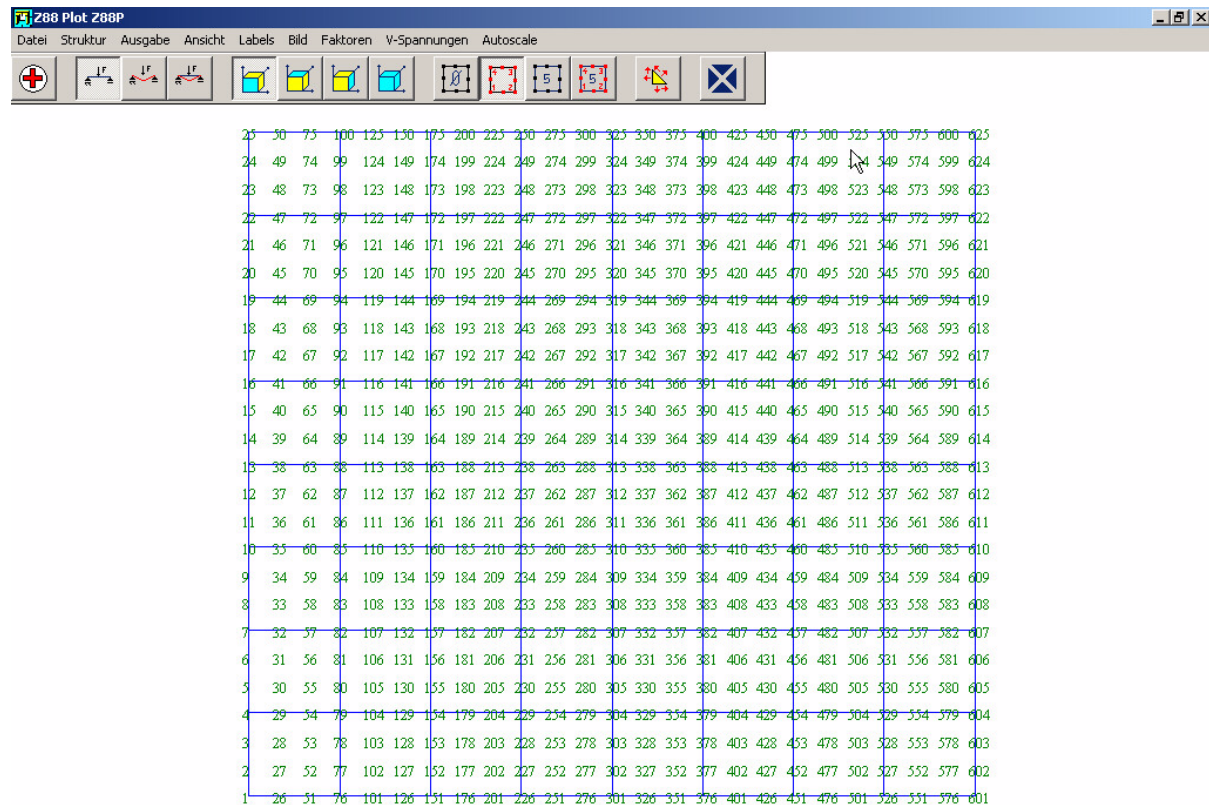 Z88 Plot Z88P
Datei Struktur Ausgabe Ansicht Labels Bild Faktoren V-Spannungen Autoscale
F F F 0 4 3 5 4 3
1 2 5 1 2
25 50 75 100 125 150 175 200 225 250 275 300 325 350 375 400 425 450 475 500 525 550 575 600 625
24 49 74 99 124 149 174 199 224 249 274 299 324 349 374 399 424 449 474 499 549 574 599 624
23 48 73 98 123 148 173 198 223 248 273 298 323 348 373 398 423 448 473 498 523 548 573 598 623
22 47 72 97 122 147 172 197 222 247 272 297 322 347 372 397 422 447 472 497 522 547 572 597 622
21 46 71 96 121 146 171 196 221 246 271 296 321 346 371 396 421 446 471 496 521 546 571 596 621
20 45 70 95 120 145 170 195 220 245 270 295 320 345 370 395 420 445 470 495 520 545 570 595 620
19 44 69 94 119 144 169 194 219 244 269 294 319 344 369 394 419 444 469 494 519 544 569 594 619
18 43 68 93 118 143 168 193 218 243 268 293 318 343 368 393 418 443 468 493 518 543 568 593 618
17 42 67 92 117 142 167 192 217 242 267 292 317 342 367 392 417 442 467 492 517 542 567 592 617
16 41 66 91 116 141 166 191 216 241 266 291 316 341 366 391 416 441 466 491 516 541 566 591 616
15 40 65 90 115 140 165 190 215 240 265 290 315 340 365 390 415 440 465 490 515 540 565 590 615
14 39 64 89 114 139 164 189 214 239 264 289 314 339 364 389 414 439 464 489 514 539 564 589 614
13 38 63 88 113 138 163 188 213 238 263 288 313 338 363 388 413 438 463 488 513 538 563 588 613
12 37 62 87 112 137 162 187 212 237 262 287 312 337 362 387 412 437 462 487 512 537 562 587 612
11 36 61 86 111 136 161 186 211 236 261 286 311 336 361 386 411 436 461 486 511 536 561 586 611
10 35 60 85 110 135 160 185 210 235 260 285 310 335 360 385 410 435 460 485 510 535 560 585 610
9 34 59 84 109 134 159 184 209 234 259 284 309 334 359 384 409 434 459 484 509 534 559 584 609
8 33 58 83 108 133 158 183 208 233 258 283 308 333 358 383 408 433 458 483 508 533 558 583 608
7 32 57 82 107 132 157 182 207 232 257 282 307 332 357 382 407 432 457 482 507 532 557 582 607
6 31 56 81 106 131 156 181 206 231 256 281 306 331 356 381 406 431 456 481 506 531 556 581 606
5 30 55 80 105 130 155 180 205 230 255 280 305 330 355 380 405 430 455 480 505 530 555 580 605
4 29 54 79 104 129 154 179 204 229 254 279 304 329 354 379 404 429 454 479 504 529 554 579 604
3 28 53 78 103 128 153 178 203 228 253 278 303 328 353 378 403 428 453 478 503 528 553 578 603
2 27 52 77 102 127 152 177 202 227 252 277 302 327 352 377 402 427 452 477 502 527 552 577 602
1 26 51 76 101 126 151 176 201 226 251 276 301 326 351 376 401 426 451 476 501 526 551 576 601